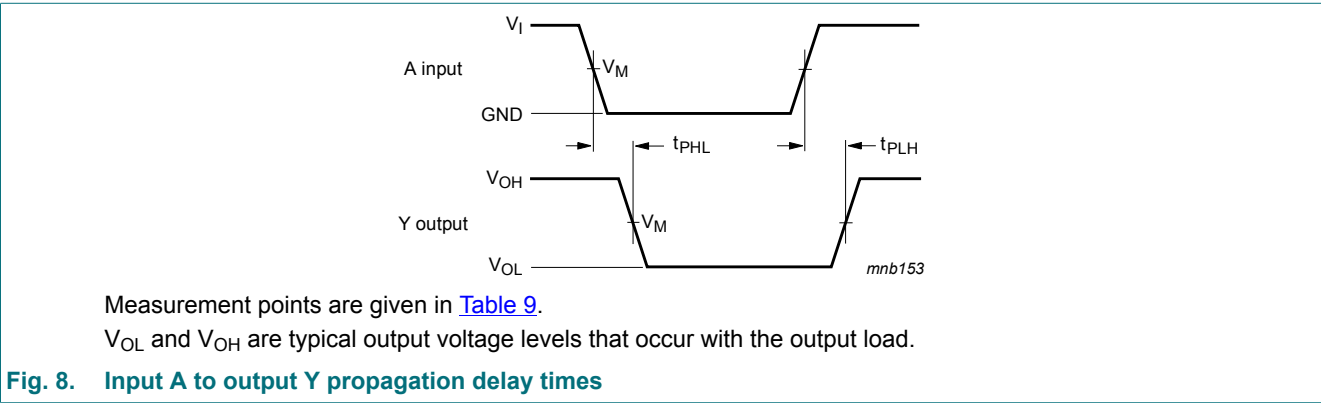 V_I
A input
V_M
GND
t_PHL
t_PLH
V_OH
Y output
V_M
V_OL
mnb153
Measurement points are given in Table 9.
V_OL and V_OH are typical output voltage levels that occur with the output load.
Fig. 8. Input A to output Y propagation delay times